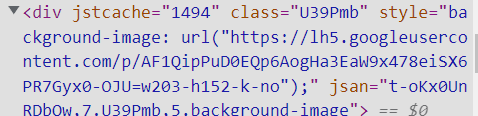 ▼<div jstcache="1494" class="U39Pmb" style="ba
ckground-image: url("https://lh5.googleuserco
ntent.com/p/AF1QipPuD0EQp6AogHa3EaW9x478eiSX6
PR7Gyx0-OJU=w203-h152-k-no");" jsan="t-oKx0Un
RDbOw,7.U39Pmb,5.background-image"> == $0